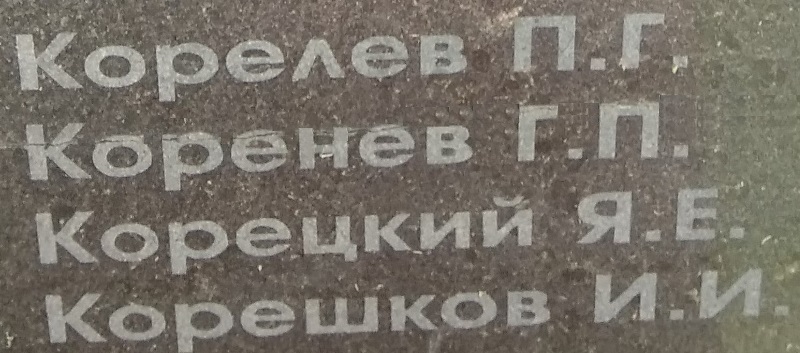 Корелев П.Г.
Коренев Г.П.
Корецкий Я.Е.
Корешков И.И.